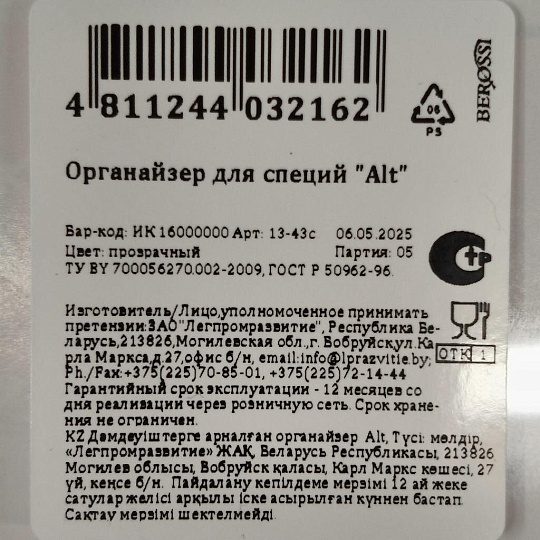 4 811244 032162
06
PS
BEROSSI
Органайзер для специй "Alt"
Вар-код: ИК 16000000 Арт: 13-43с 06.05.2025
Цвет: прозрачный Партия: 05
ТУ BY 700056270.002-2009, ГОСТ Р 50962-96.
Изготовитель/Лицо,уполномоченное принимать
претензии:ЗАО "Легпромразвитие", Республика Бе-
ларусь,213826,Могилевская обл.,г. Бобруйск,ул.Ка
рла Маркса,д.27,офис б/н, email:info@lprazvitie.by;
ОТК 1
Ph./Fax:+375(225)70-85-01, +375(225)72-14-44
Гарантийный срок эксплуатации - 12 месяцев со
дня реализации через розничную сеть. Срок хране-
ния не ограничен.
KZ Дәмдеуіштерге арналған органайзер Alt, Түсі: мөлдір,
«Легпромразвитие» ЖАҚ, Беларусь Республикасы, 213826
Могилев облысы, Бобруйск қаласы, Карл Маркс көшесі, 27
үй, кеңсе б/н. Пайдалану кепілдеме мерзімі 12 ай жеке
сатулар желісі арқылы іске асырылған күннен бастап.
Сақтау мерзімі шектелмейді.